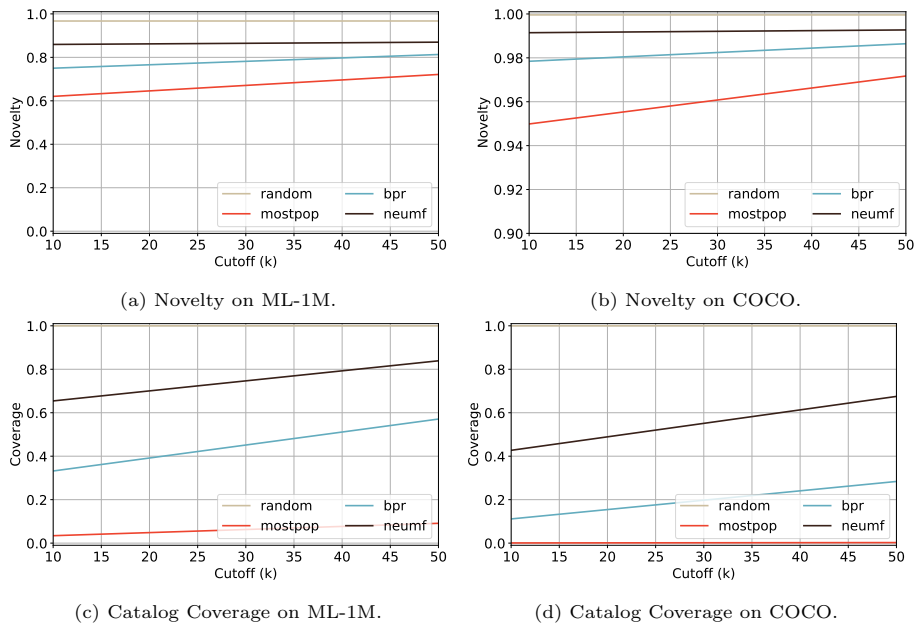 1.0
0.8
0.6
0.4
0.2
0.0
Novelty
random
bpr
mostpop
neumf
10 15 20 25 30 35 40 45 50
Cutoff (k)
(a) Novelty on ML-1M.
1.00
0.98
0.96
0.94
0.92
0.90
Novelty
random
bpr
mostpop
neumf
10 15 20 25 30 35 40 45 50
Cutoff (k)
(b) Novelty on COCO.
1.0
0.8
0.6
0.4
0.2
0.0
Coverage
random
bpr
mostpop
neumf
10 15 20 25 30 35 40 45 50
Cutoff (k)
(c) Catalog Coverage on ML-1M.
1.0
0.8
0.6
0.4
0.2
0.0
Coverage
random
bpr
mostpop
neumf
10 15 20 25 30 35 40 45 50
Cutoff (k)
(d) Catalog Coverage on COCO.